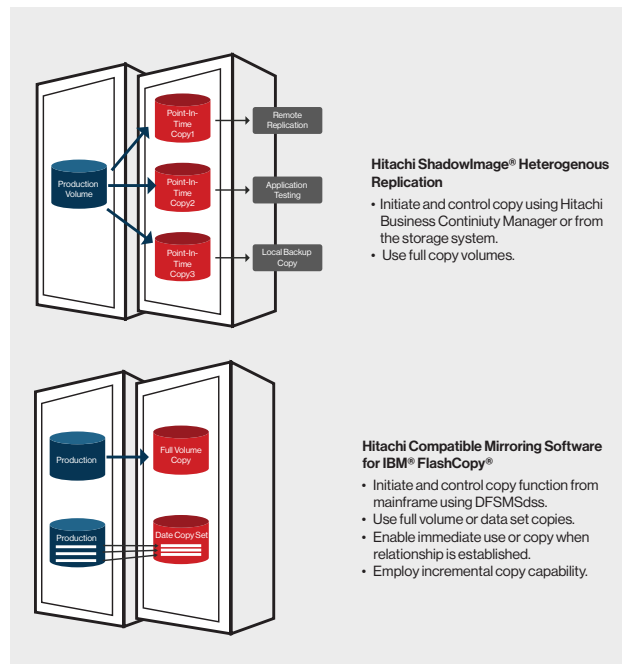 Production
Volume
Point-In-
Time
Copy1
Remote
Replication
Point-In-
Time
Copy2
Application
Testing
Point-In-
Time
Copy3
Local Backup
Copy
Hitachi ShadowImage® Heterogenous
Replication
• Initiate and control copy using Hitachi
Business Continiuty Manager or from
the storage system.
• Use full copy volumes.
Production
Full Volume
Copy
Production
Date Copy Set
Hitachi Compatible Mirroring Software
for IBM® FlashCopy®
• Initiate and control copy function from
mainframe using DFSMSdss.
• Use full volume or data set copies.
• Enable immediate use or copy when
relationship is established.
• Employ incremental copy capability.